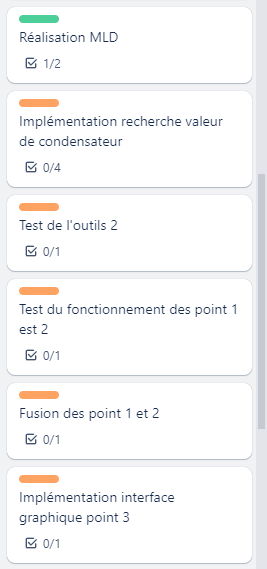 Réalisation MLD
1/2
Implémentation recherche valeur
de condensateur
0/4
Test de l'outils 2
0/1
Test du fonctionnement des point 1
est 2
0/1
Fusion des point 1 et 2
0/1
Implémentation interface
graphique point 3
0/1